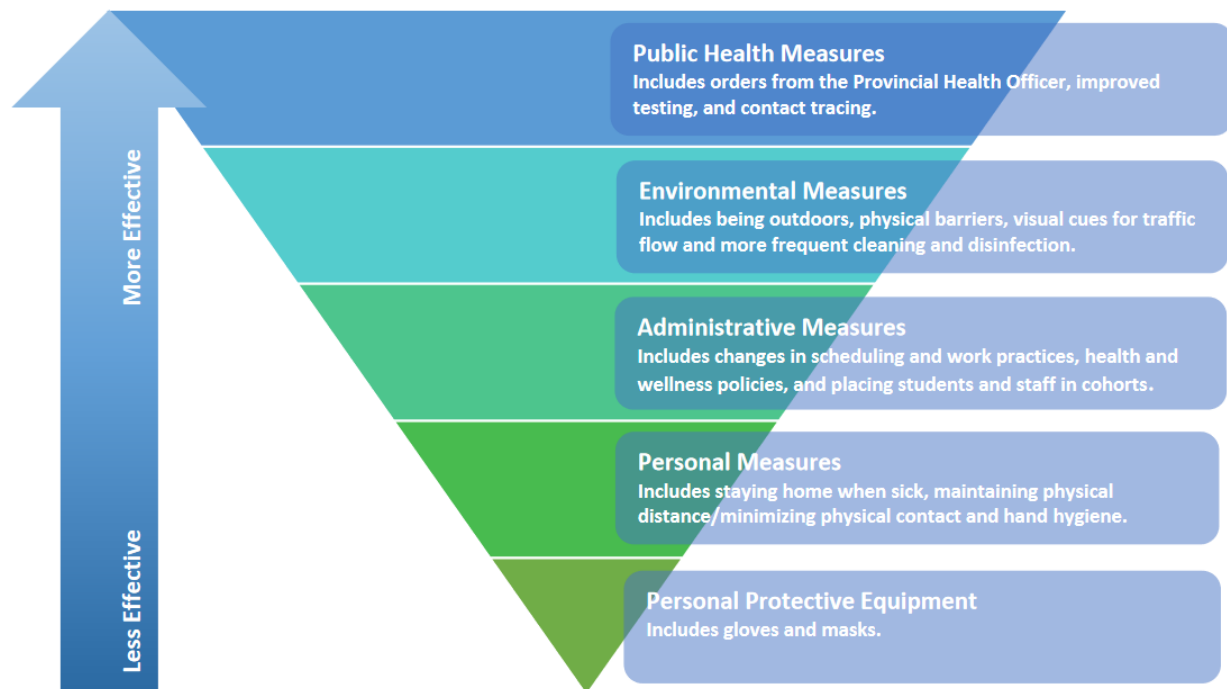 More Effective
Less Effective
Public Health Measures
Includes orders from the Provincial Health Officer, improved
testing, and contact tracing.
Environmental Measures
Includes being outdoors, physical barriers, visual cues for traffic
flow and more frequent cleaning and disinfection.
Administrative Measures
Includes changes in scheduling and work practices, health and
wellness policies, and placing students and staff in cohorts.
Personal Measures
Includes staying home when sick, maintaining physical
distance/minimizing physical contact and hand hygiene.
Personal Protective Equipment
Includes gloves and masks.